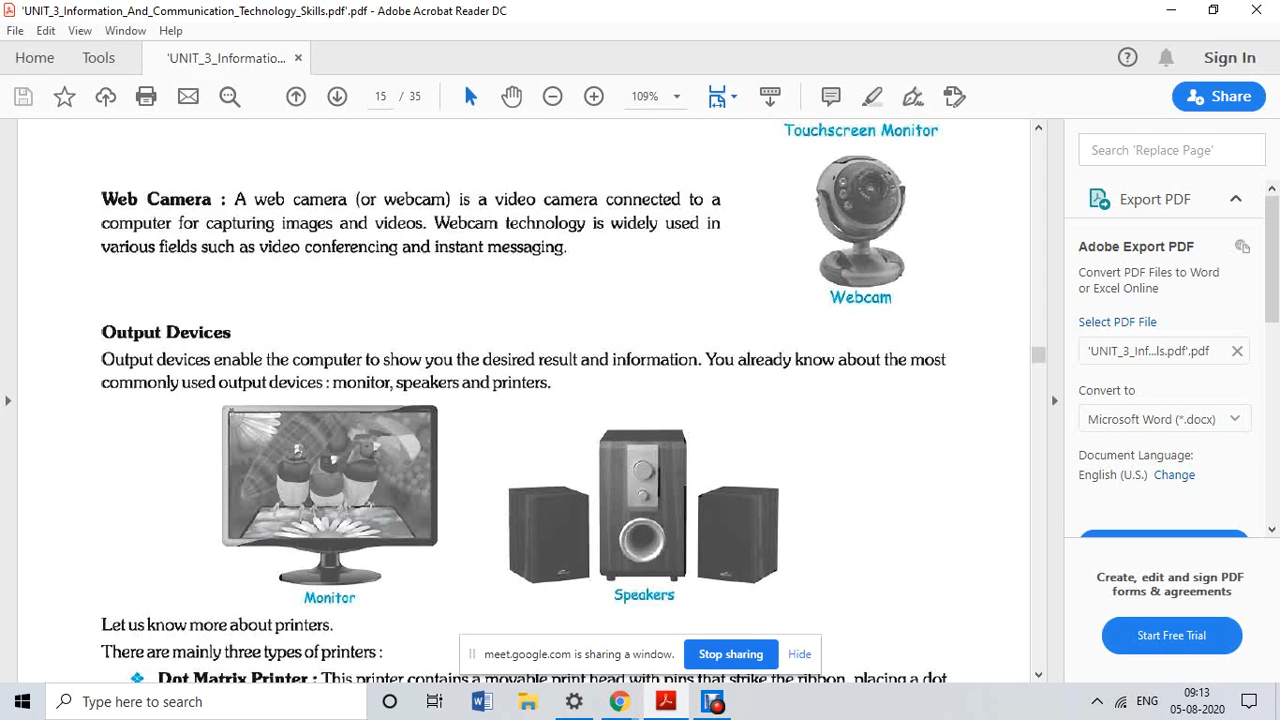 'UNIT_3_Information_And_Communication_Technology_Skills.pdf'.pdf - Adobe Acrobat Reader DC
File Edit View Window Help
Home Tools 'UNIT_3_Informatio... ×
Sign In
15 / 35
109%
Share
Touchscreen Monitor
Web Camera : A web camera (or webcam) is a video camera connected to a
computer for capturing images and videos. Webcam technology is widely used in
various fields such as video conferencing and instant messaging.
Webcam
Output Devices
Output devices enable the computer to show you the desired result and information. You already know about the most
commonly used output devices : monitor, speakers and printers.
Monitor
Speakers
Let us know more about printers.
There are mainly three types of printers :
Dot Matrix Printer : This printer contains a movable print head with pins that strike the ribbon, placing a dot
meet.google.com is sharing a window. Stop sharing Hide
Search 'Replace Page'
Export PDF
Adobe Export PDF
Convert PDF Files to Word
or Excel Online
Select PDF File
'UNIT_3_Inf...ls.pdf'.pdf
Convert to
Microsoft Word (*.docx)
Document Language:
English (U.S.) Change
Create, edit and sign PDF
forms & agreements
Start Free Trial
Type here to search
ENG
09:13
05-08-2020